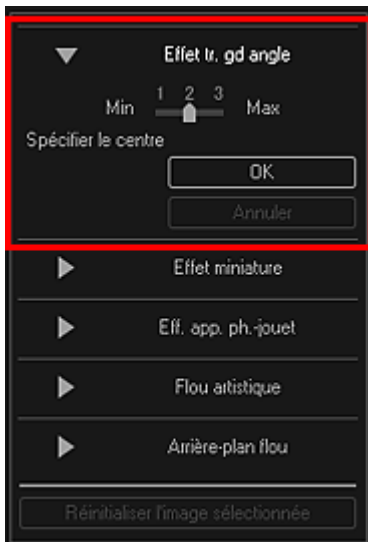 Effet tr. gd angle
1 2 3
Min Max
Spécifier le centre
OK
Annuler
Effet miniature
Eff. app. ph.-jouet
Flou artistique
Arrière-plan flou
Réinitialiser l'image sélectionnée